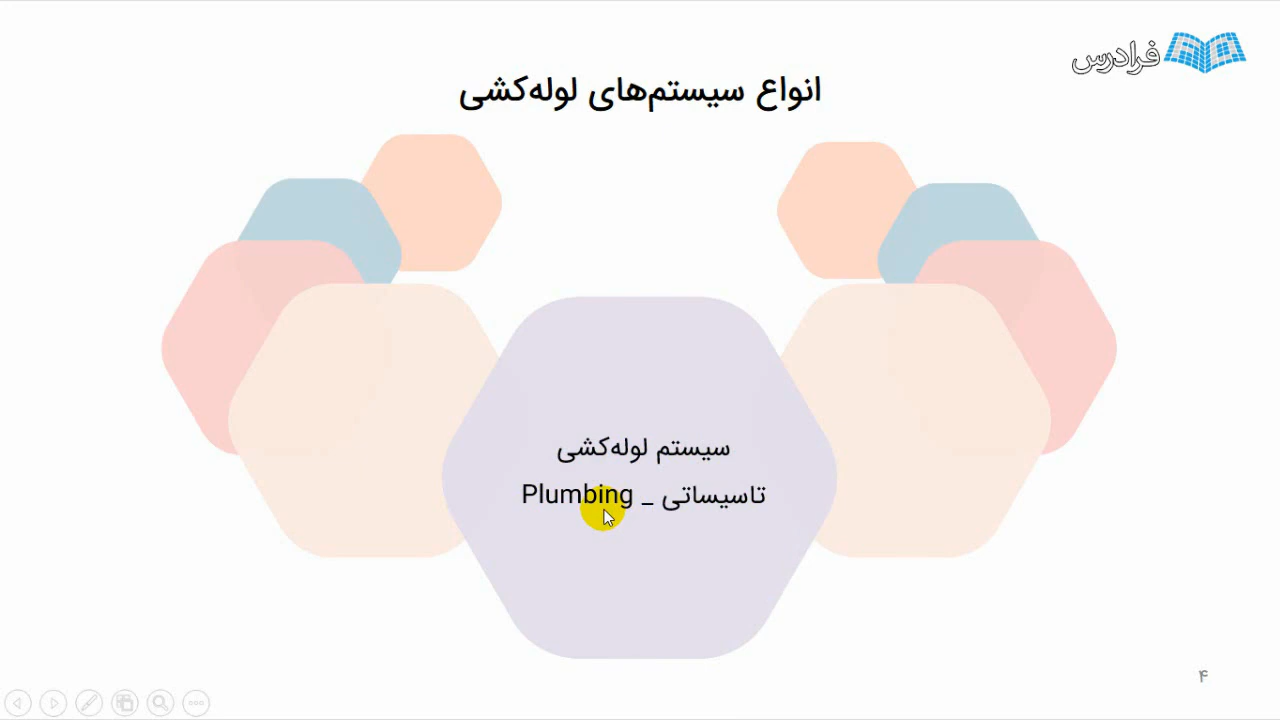 فرادرس
انواع سیستم‌های لوله‌کشی
سیستم لوله‌کشی
تاسیساتی _ Plumbing
۴